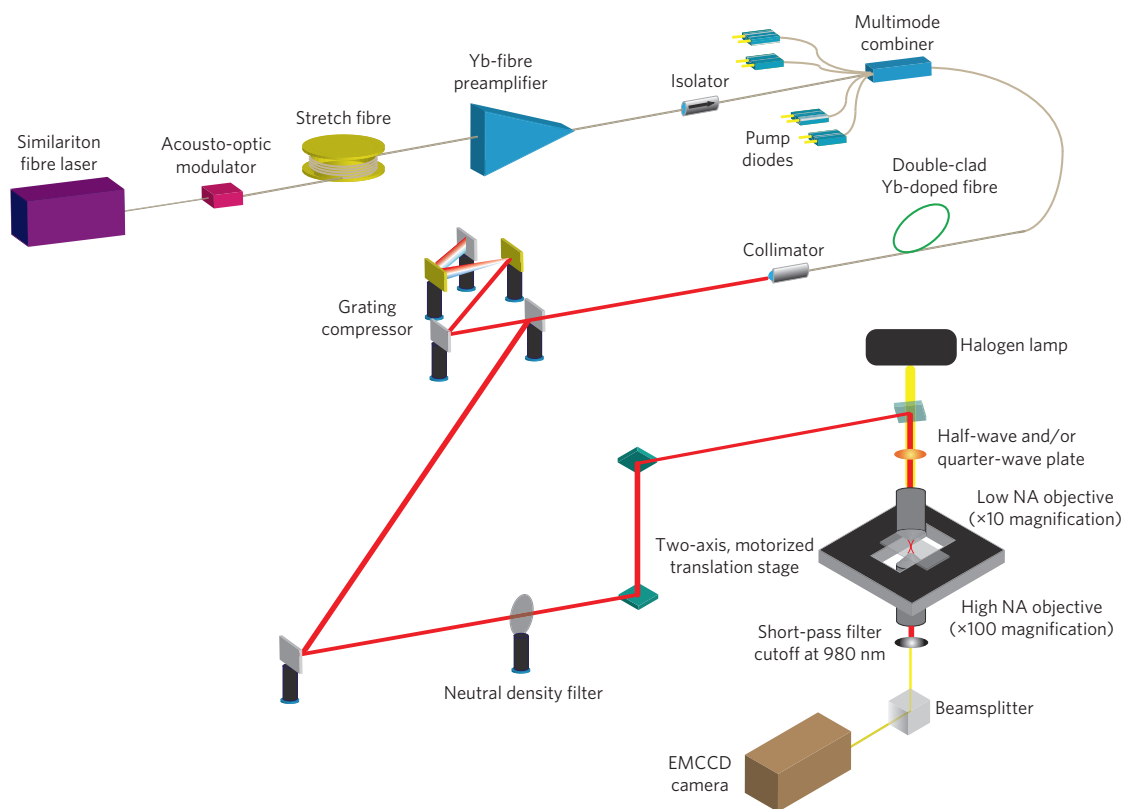 Multimode
combiner
Yb-fibre
preamplifier
Isolator
Stretch fibre
Similariton
fibre laser
Acousto-optic
modulator
Pump
diodes
Double-clad
Yb-doped fibre
Collimator
Grating
compressor
Halogen lamp
Half-wave and/or
quarter-wave plate
Low NA objective
(×10 magnification)
Two-axis, motorized
translation stage
High NA objective
(×100 magnification)
Short-pass filter
cutoff at 980 nm
Neutral density filter
Beamsplitter
EMCCD
camera